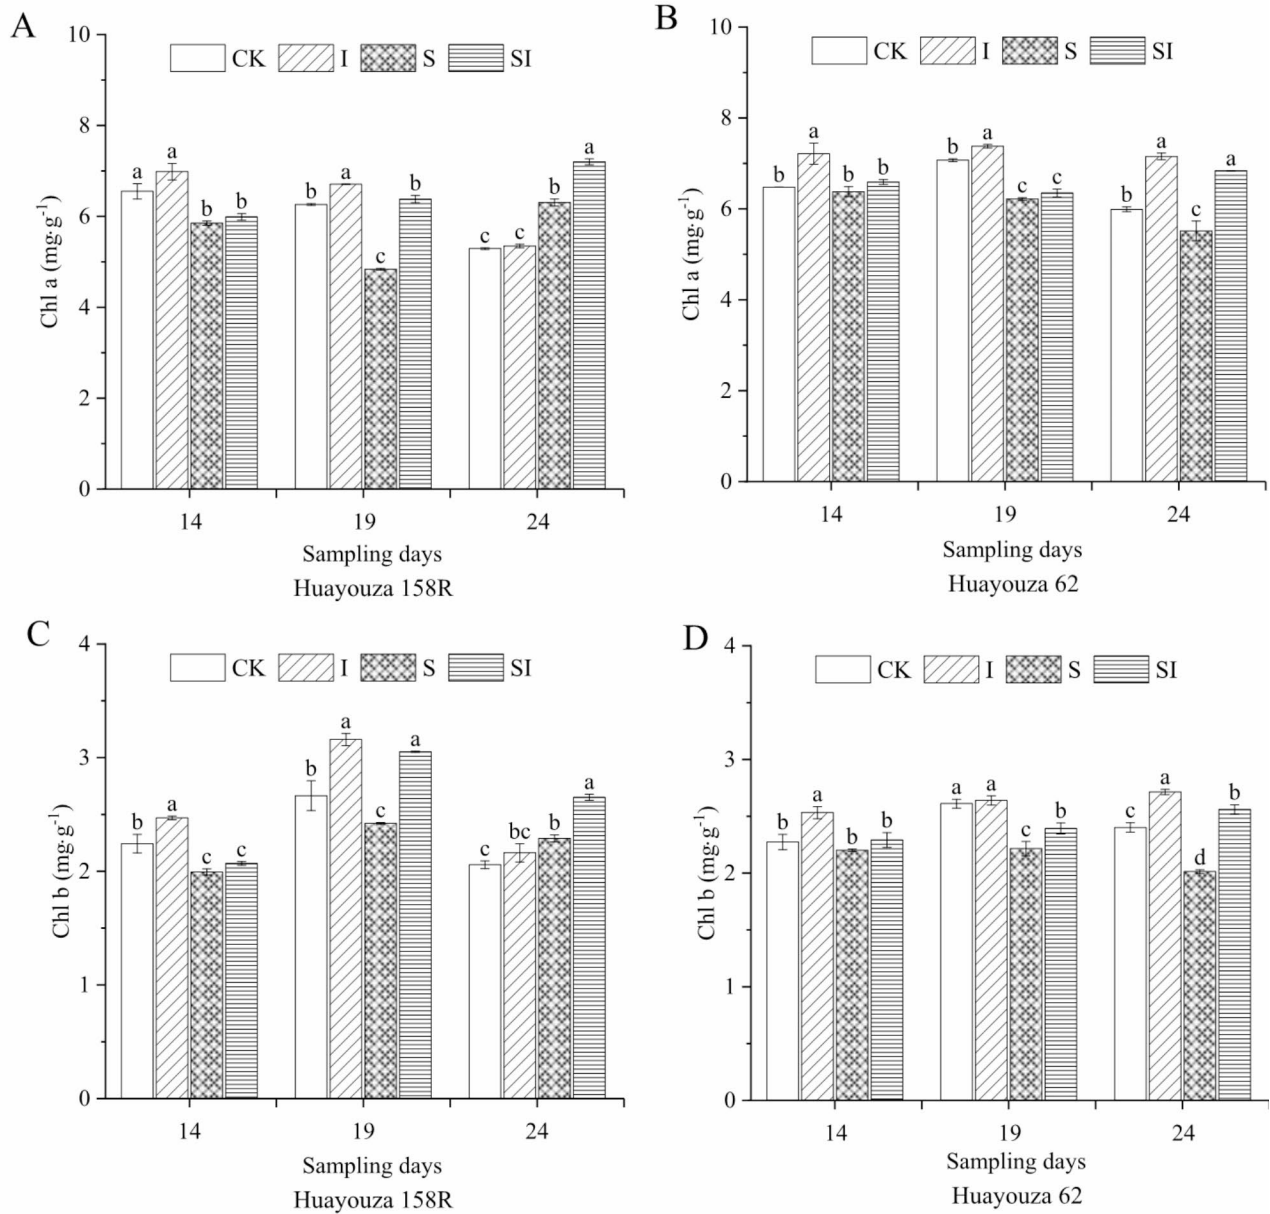 A
CK I S SI
Chl a (mg·g⁻¹)
10
8
6
4
2
0
a a b b
b a c b
c c b a
14 19 24
Sampling days
Huayouza 158R
B
CK I S SI
Chl a (mg·g⁻¹)
10
8
6
4
2
0
b a b b
b a c c
b a c a
14 19 24
Sampling days
Huayouza 62
C
CK I S SI
Chl b (mg·g⁻¹)
4
3
2
1
0
b a c c
b a c a
c bc b a
14 19 24
Sampling days
Huayouza 158R
D
CK I S SI
Chl b (mg·g⁻¹)
4
3
2
1
0
b a b b
a a c b
c a d b
14 19 24
Sampling days
Huayouza 62